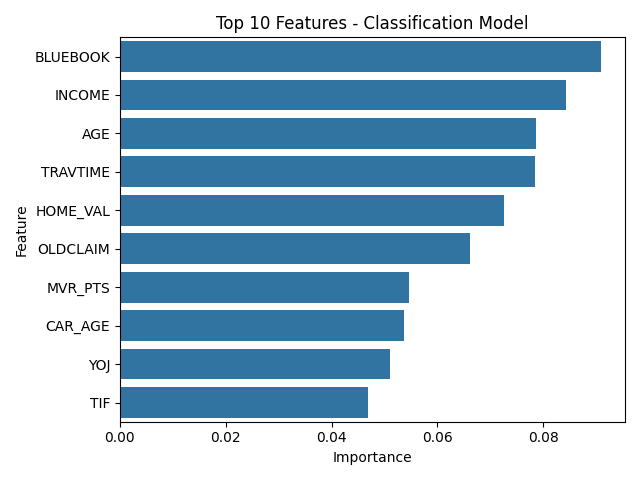 Top 10 Features - Classification Model
Feature
BLUEBOOK
INCOME
AGE
TRAVTIME
HOME_VAL
OLDCLAIM
MVR_PTS
CAR_AGE
YOJ
TIF
0.00 0.02 0.04 0.06 0.08
Importance